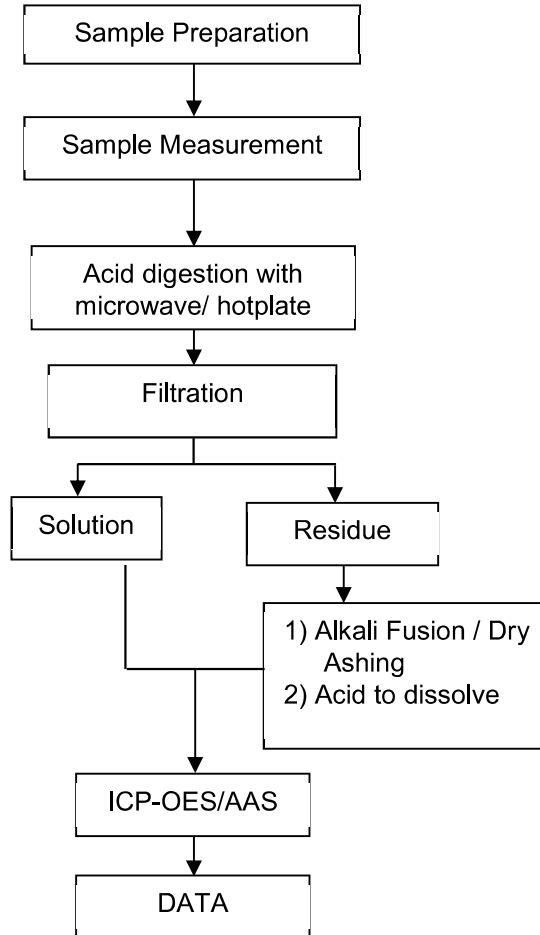 Sample Preparation
Sample Measurement
Acid digestion with
microwave/ hotplate
Filtration
Solution
Residue
1) Alkali Fusion / Dry
Ashing
2) Acid to dissolve
ICP-OES/AAS
DATA